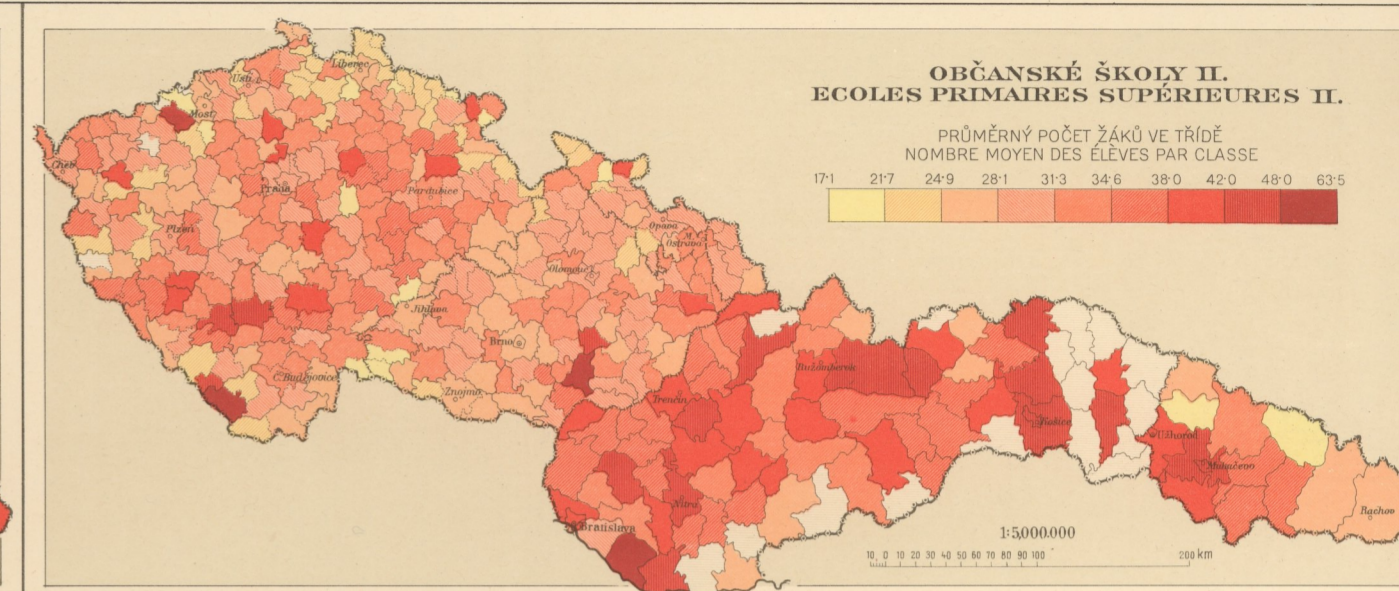 OBČANSKÉ ŠKOLY II.
ECOLES PRIMAIRES SUPÉRIEURES II.
PRŮMĚRNÝ POČET ŽÁKŮ VE TŘÍDĚ
NOMBRE MOYEN DES ÉLÈVES PAR CLASSE
17·1 21·7 24·9 28·1 31·3 34·6 38·0 42·0 48·0 63·5
Liberec
Ústí
Most
Cheb
Praha
Pardubice
Plzeň
Opava
M. Ostrava
Olomouc
Jihlava
Brno
Č. Budějovice
Znojmo
Ružomberok
Trenčín
Košice
Užhorod
Mukačevo
Nitra
Rachov
Bratislava
1:5,000.000
10 0 10 20 30 40 50 60 70 80 90 100 200 km